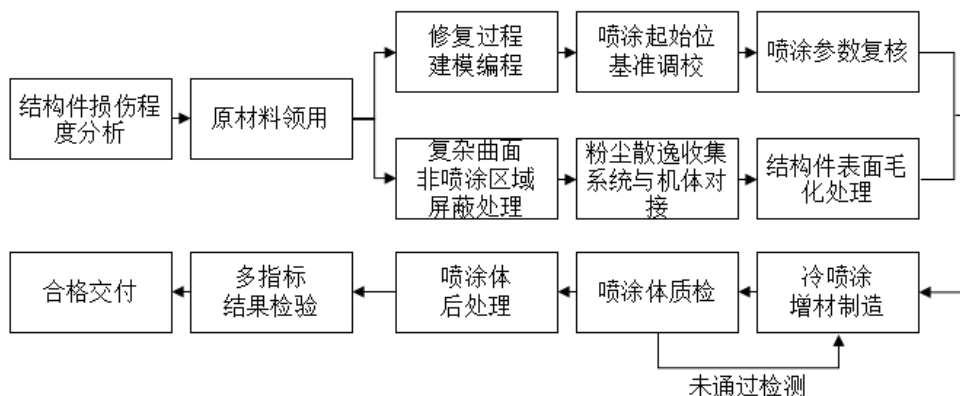 修复过程
建模编程
喷涂起始位
基准调校
喷涂参数复核
结构件损伤程
度分析
原材料领用
复杂曲面
非喷涂区域
屏蔽处理
粉尘散逸收集
系统与机体对
接
结构件表面毛
化处理
合格交付
多指标
结果检验
喷涂体
后处理
喷涂体质检
冷喷涂
增材制造
未通过检测